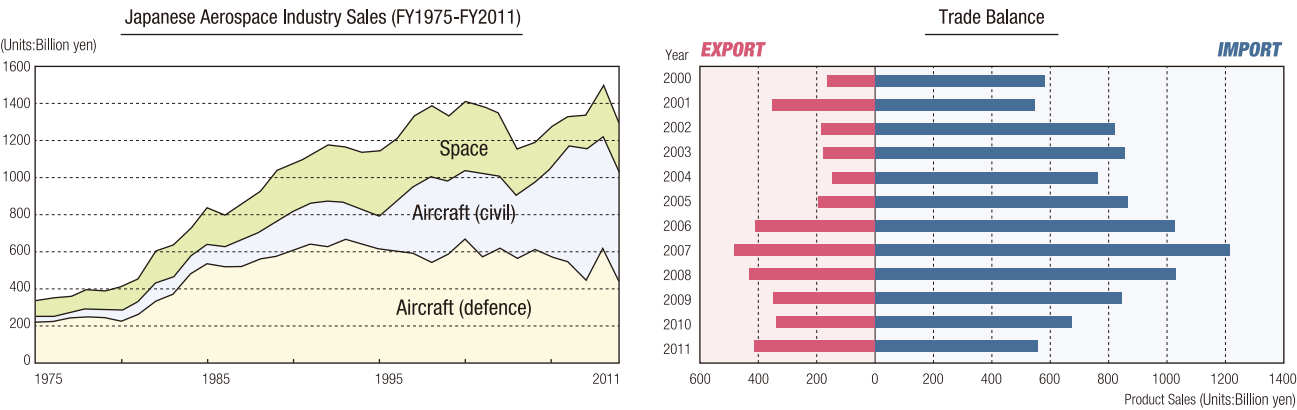 Japanese Aerospace Industry Sales (FY1975-FY2011)
(Units:Billion yen)
1600
1400
1200
1000
800
600
400
200
0
Space
Aircraft (civil)
Aircraft (defence)
1975
1985
1995
2011
Trade Balance
Year
EXPORT
IMPORT
2000
2001
2002
2003
2004
2005
2006
2007
2008
2009
2010
2011
600 400 200 0 200 400 600 800 1000 1200 1400
Product Sales (Units:Billion yen)